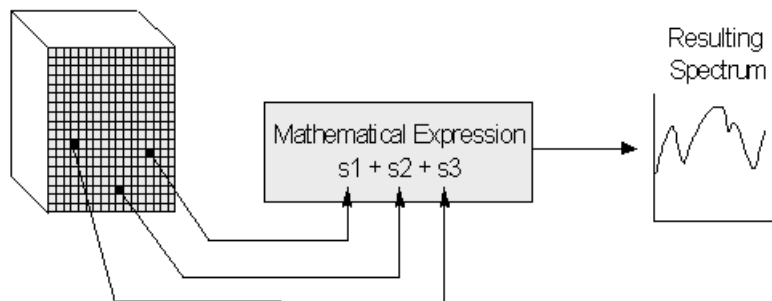 Resulting
Spectrum
Mathematical Expression
s1 + s2 + s3